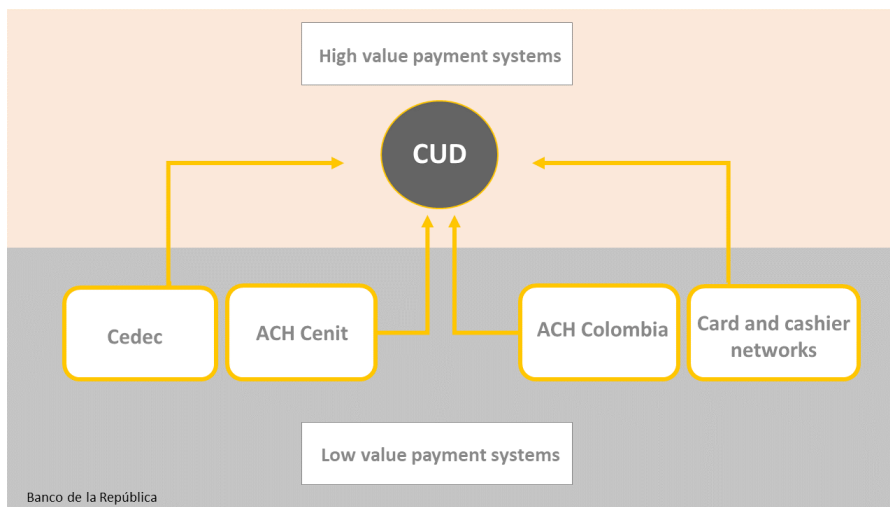 High value payment systems
CUD
Cedec
ACH Cenit
ACH Colombia
Card and cashier
networks
Low value payment systems
Banco de la República